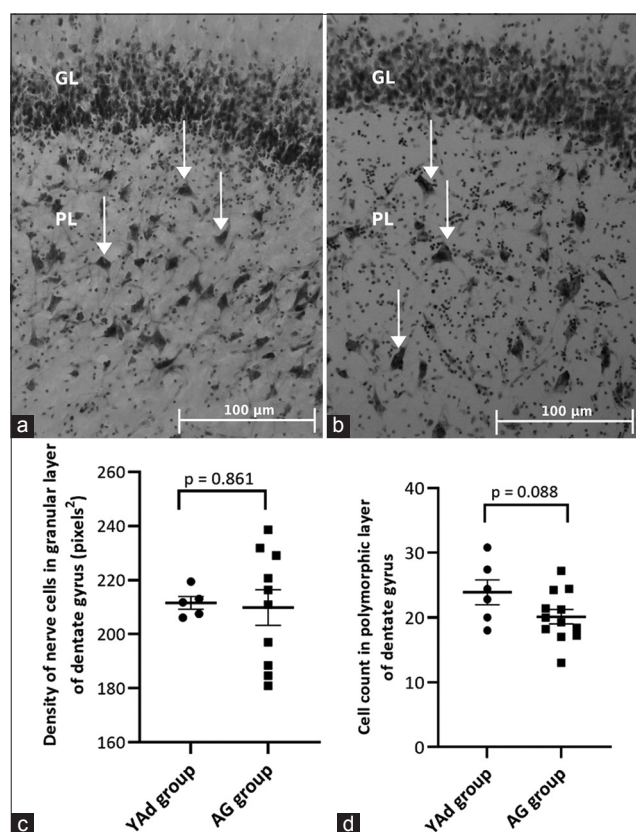 GL
PL
100 µm
a
GL
PL
100 µm
b
Density of nerve cells in granular layer
of dentate gyrus (pixels²)
260
240
220
200
180
160
p = 0.861
YAd group
AG group
c
Cell count in polymorphic layer
of dentate gyrus
40
30
20
10
0
p = 0.088
YAd group
AG group
d